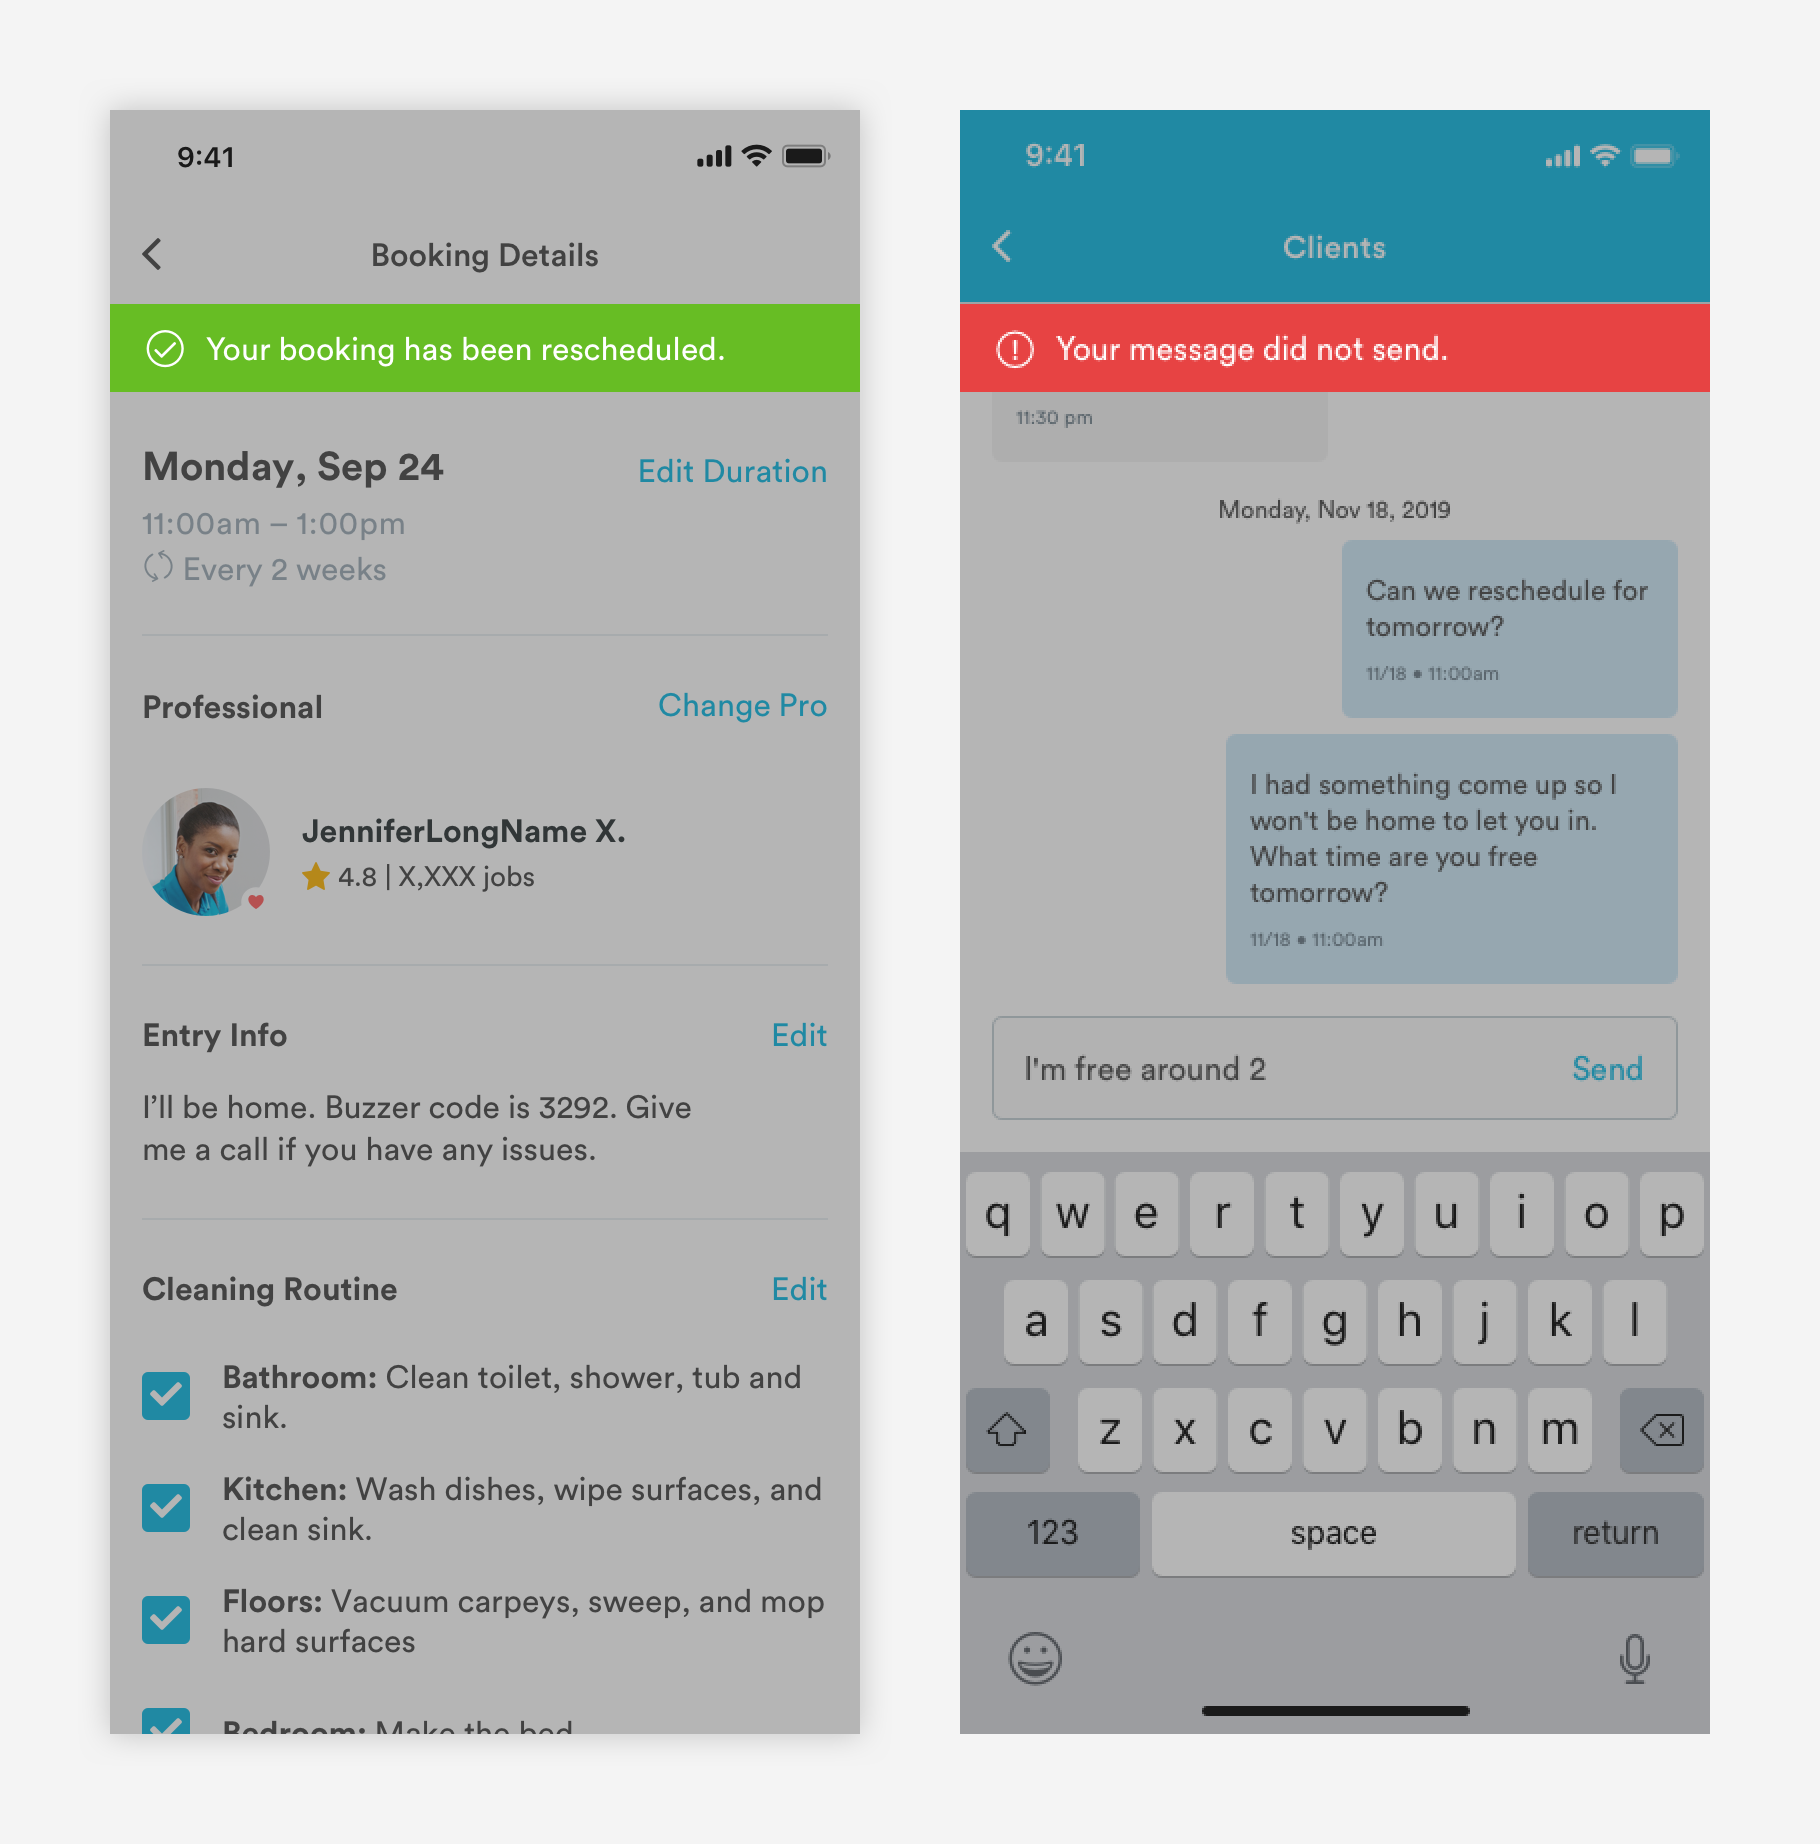 9:41
Booking Details
Your booking has been rescheduled.
Monday, Sep 24
Edit Duration
11:00am – 1:00pm
Every 2 weeks
Professional
Change Pro
JenniferLongName X.
4.8 | X,XXX jobs
Entry Info
Edit
I’ll be home. Buzzer code is 3292. Give
me a call if you have any issues.
Cleaning Routine
Edit
Bathroom: Clean toilet, shower, tub and
sink.
Kitchen: Wash dishes, wipe surfaces, and
clean sink.
Floors: Vacuum carpeys, sweep, and mop
hard surfaces
Bedroom: Make the bed
9:41
Clients
Your message did not send.
11:30 pm
Monday, Nov 18, 2019
Can we reschedule for
tomorrow?
11/18 • 11:00am
I had something come up so I
won't be home to let you in.
What time are you free
tomorrow?
11/18 • 11:00am
I'm free around 2
Send
q w e r t y u i o p
a s d f g h j k l
z x c v b n m
123 space return